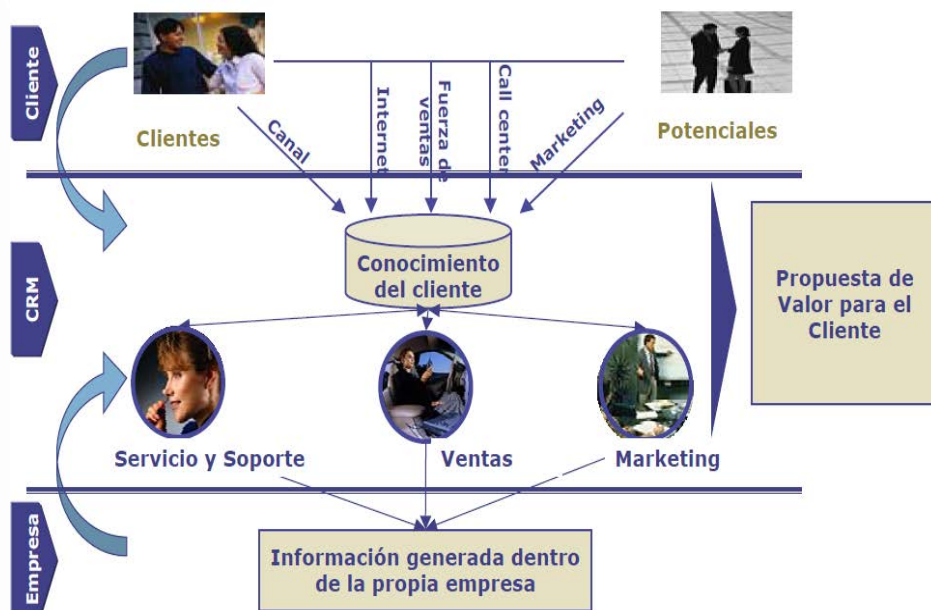 Cliente
Clientes
Canal
Internet
Fuerza de
ventas
Call center
Marketing
Potenciales
CRM
Conocimiento
del cliente
Propuesta de
Valor para el
Cliente
Servicio y Soporte
Ventas
Marketing
Empresa
Información generada dentro
de la propia empresa